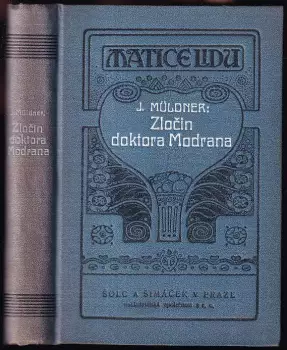 J. Müldner:
Zločin
doktora
Modrana
MATICE LIDU
J. MÜLDNER:
Zločin
doktora Modrana
ŠOLC A ŠIMÁČEK V PRAZE